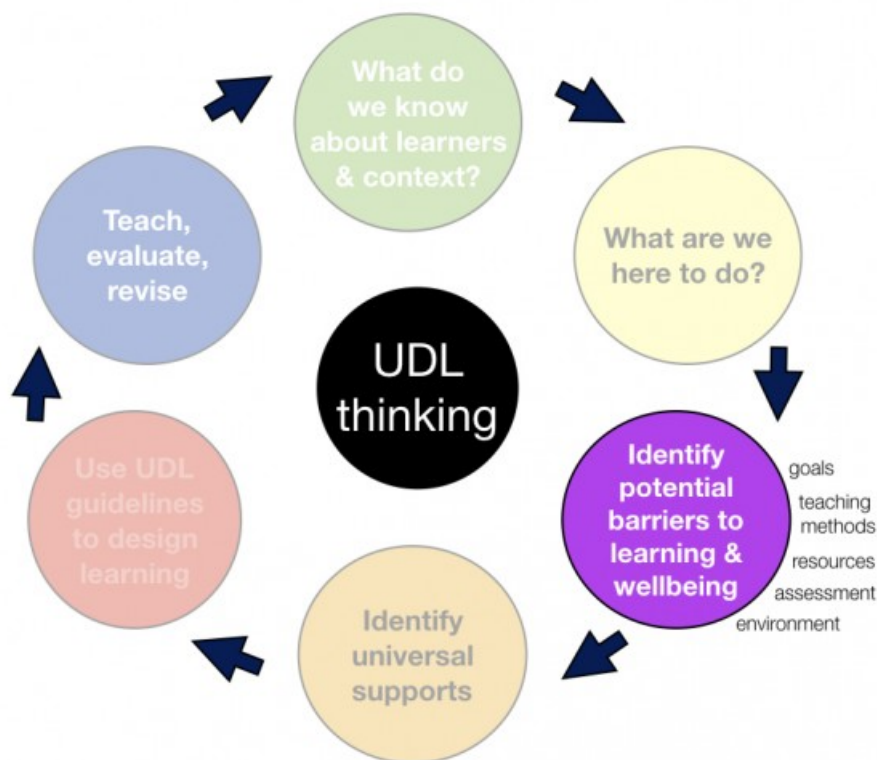 What do
we know
about learners
& context?
What are we
here to do?
Identify
potential
barriers to
learning &
wellbeing
goals
teaching
methods
resources
assessment
environment
Identify
universal
supports
Use UDL
guidelines
to design
learning
Teach,
evaluate,
revise
UDL
thinking